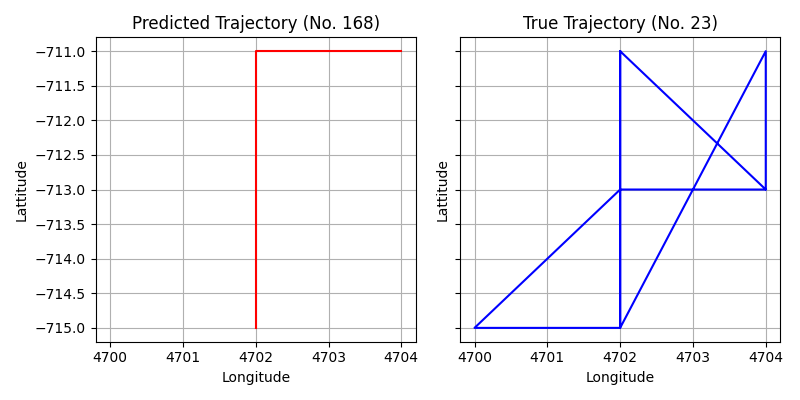 Predicted Trajectory (No. 168)
True Trajectory (No. 23)
−711.0
−711.5
−712.0
−712.5
−713.0
−713.5
−714.0
−714.5
−715.0
Lattitude
Lattitude
4700 4701 4702 4703 4704
4700 4701 4702 4703 4704
Longitude
Longitude